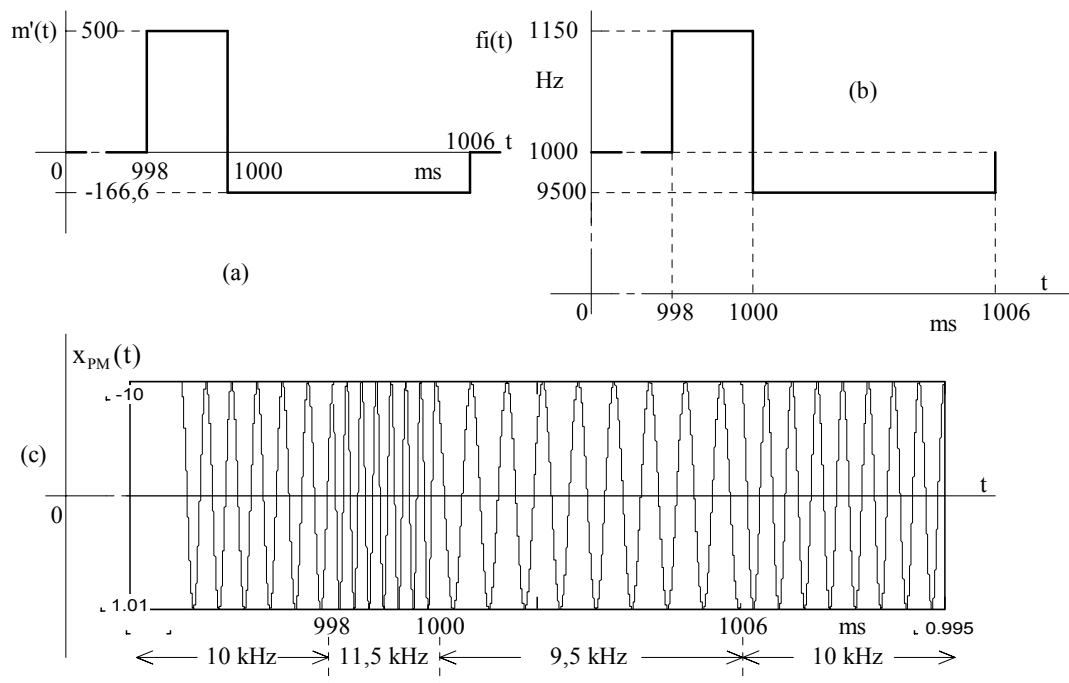 m'(t)
500
0
998
1000
1006
t
ms
-166,6
(a)
fi(t)
Hz
1150
1000
9500
(b)
0
998
1000
1006
ms
t
x_PM(t)
-10
(c)
0
t
1.01
998
1000
1006
ms
0.995
10 kHz
11,5 kHz
9,5 kHz
10 kHz